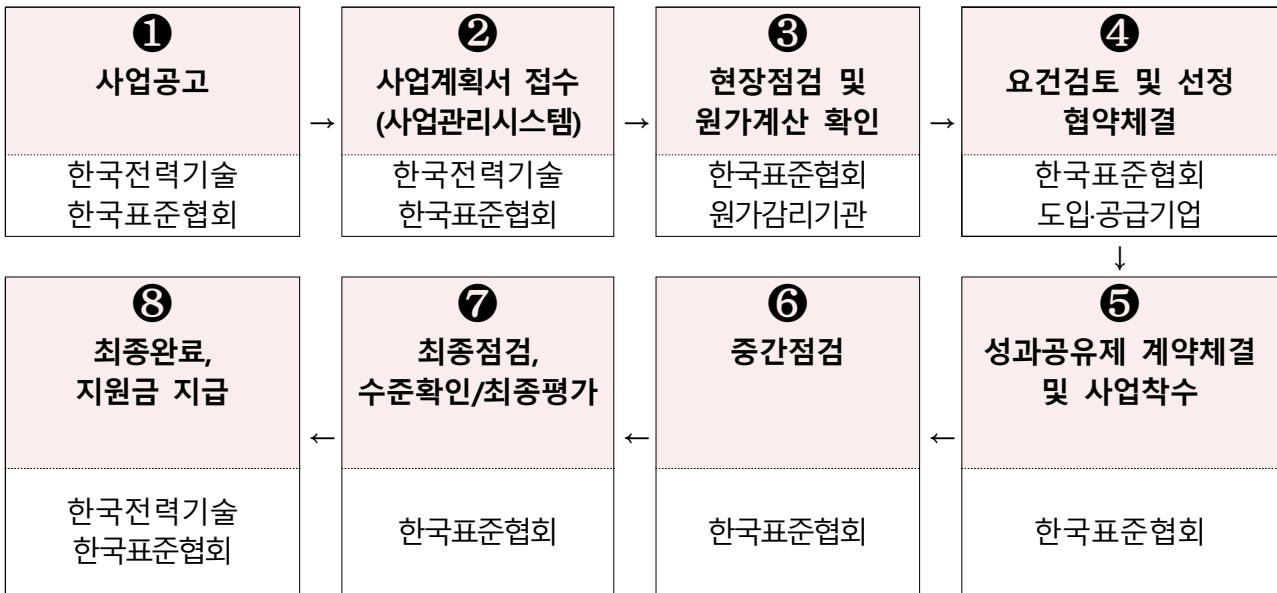 ❶
사업공고
한국전력기술
한국표준협회
→
❷
사업계획서 접수
(사업관리시스템)
한국전력기술
한국표준협회
→
❸
현장점검 및
원가계산 확인
한국표준협회
원가감리기관
→
❹
요건검토 및 선정
협약체결
한국표준협회
도입·공급기업
↓
❺
성과공유제 계약체결
및 사업착수
한국표준협회
←
❻
중간점검
한국표준협회
←
❼
최종점검,
수준확인/최종평가
한국표준협회
←
❽
최종완료,
지원금 지급
한국전력기술
한국표준협회